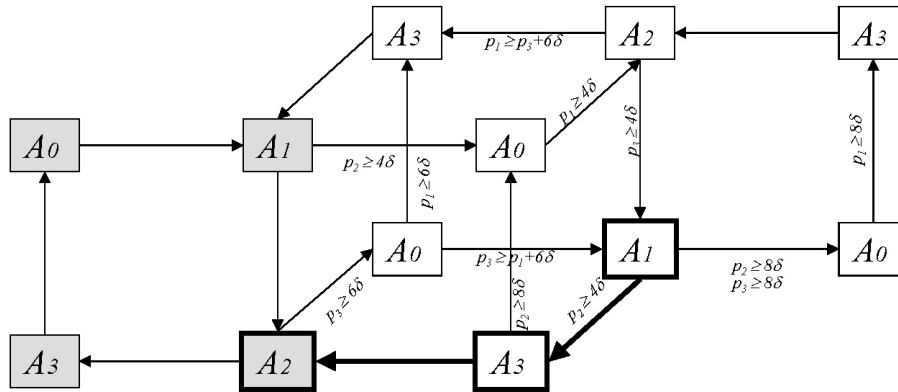 A3
A2
A3
p1≥p3+6δ
p1≥4δ
p3≥4δ
p1≥8δ
A0
A1
A0
p2≥4δ
p1≥6δ
A0
A1
A0
p3≥p1+6δ
p2≥8δ
p3≥8δ
p3≥6δ
p2≥8δ
p2≥4δ
A3
A2
A3